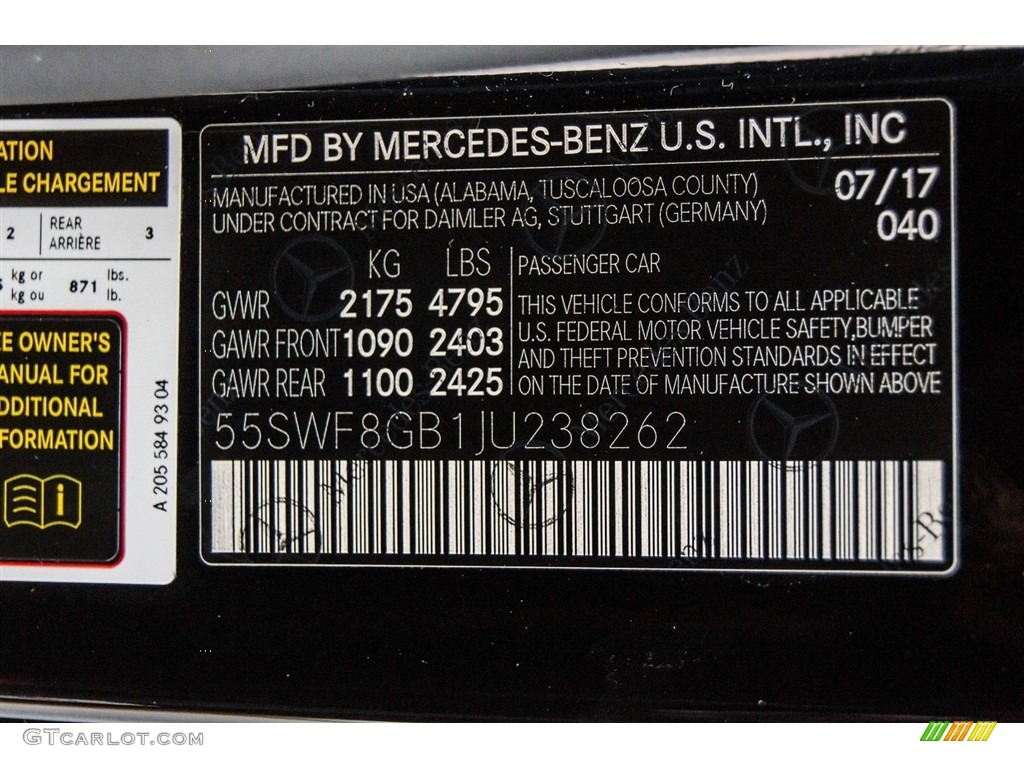 ATION
LE CHARGEMENT
2 REAR ARRIÈRE 3
kg or
kg ou 871 lbs.
lb.
EE OWNER'S
ANUAL FOR
DDITIONAL
FORMATION
A 205 584 93 04
MFD BY MERCEDES-BENZ U.S. INTL., INC
MANUFACTURED IN USA (ALABAMA, TUSCALOOSA COUNTY) 07/17
UNDER CONTRACT FOR DAIMLER AG, STUTTGART (GERMANY) 040
KG LBS
GVWR 2175 4795
GAWR FRONT 1090 2403
GAWR REAR 1100 2425
PASSENGER CAR
THIS VEHICLE CONFORMS TO ALL APPLICABLE
U.S. FEDERAL MOTOR VEHICLE SAFETY, BUMPER
AND THEFT PREVENTION STANDARDS IN EFFECT
ON THE DATE OF MANUFACTURE SHOWN ABOVE
55SWF8GB1JU238262
GTCARLOT.COM